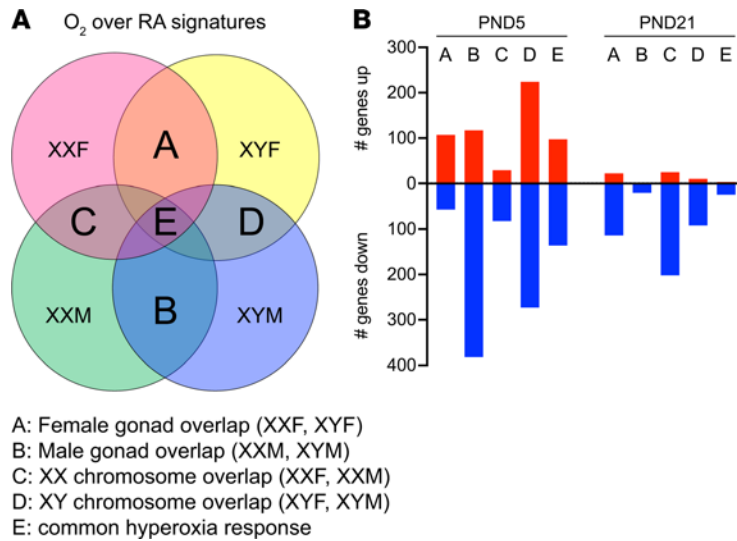 A
O2 over RA signatures
XXF
A
XYF
C
E
D
XXM
B
XYM
A: Female gonad overlap (XXF, XYF)
B: Male gonad overlap (XXM, XYM)
C: XX chromosome overlap (XXF, XXM)
D: XY chromosome overlap (XYF, XYM)
E: common hyperoxia response
B
PND5 PND21
A B C D E A B C D E
# genes up
# genes down
300
200
100
0
100
200
300
400